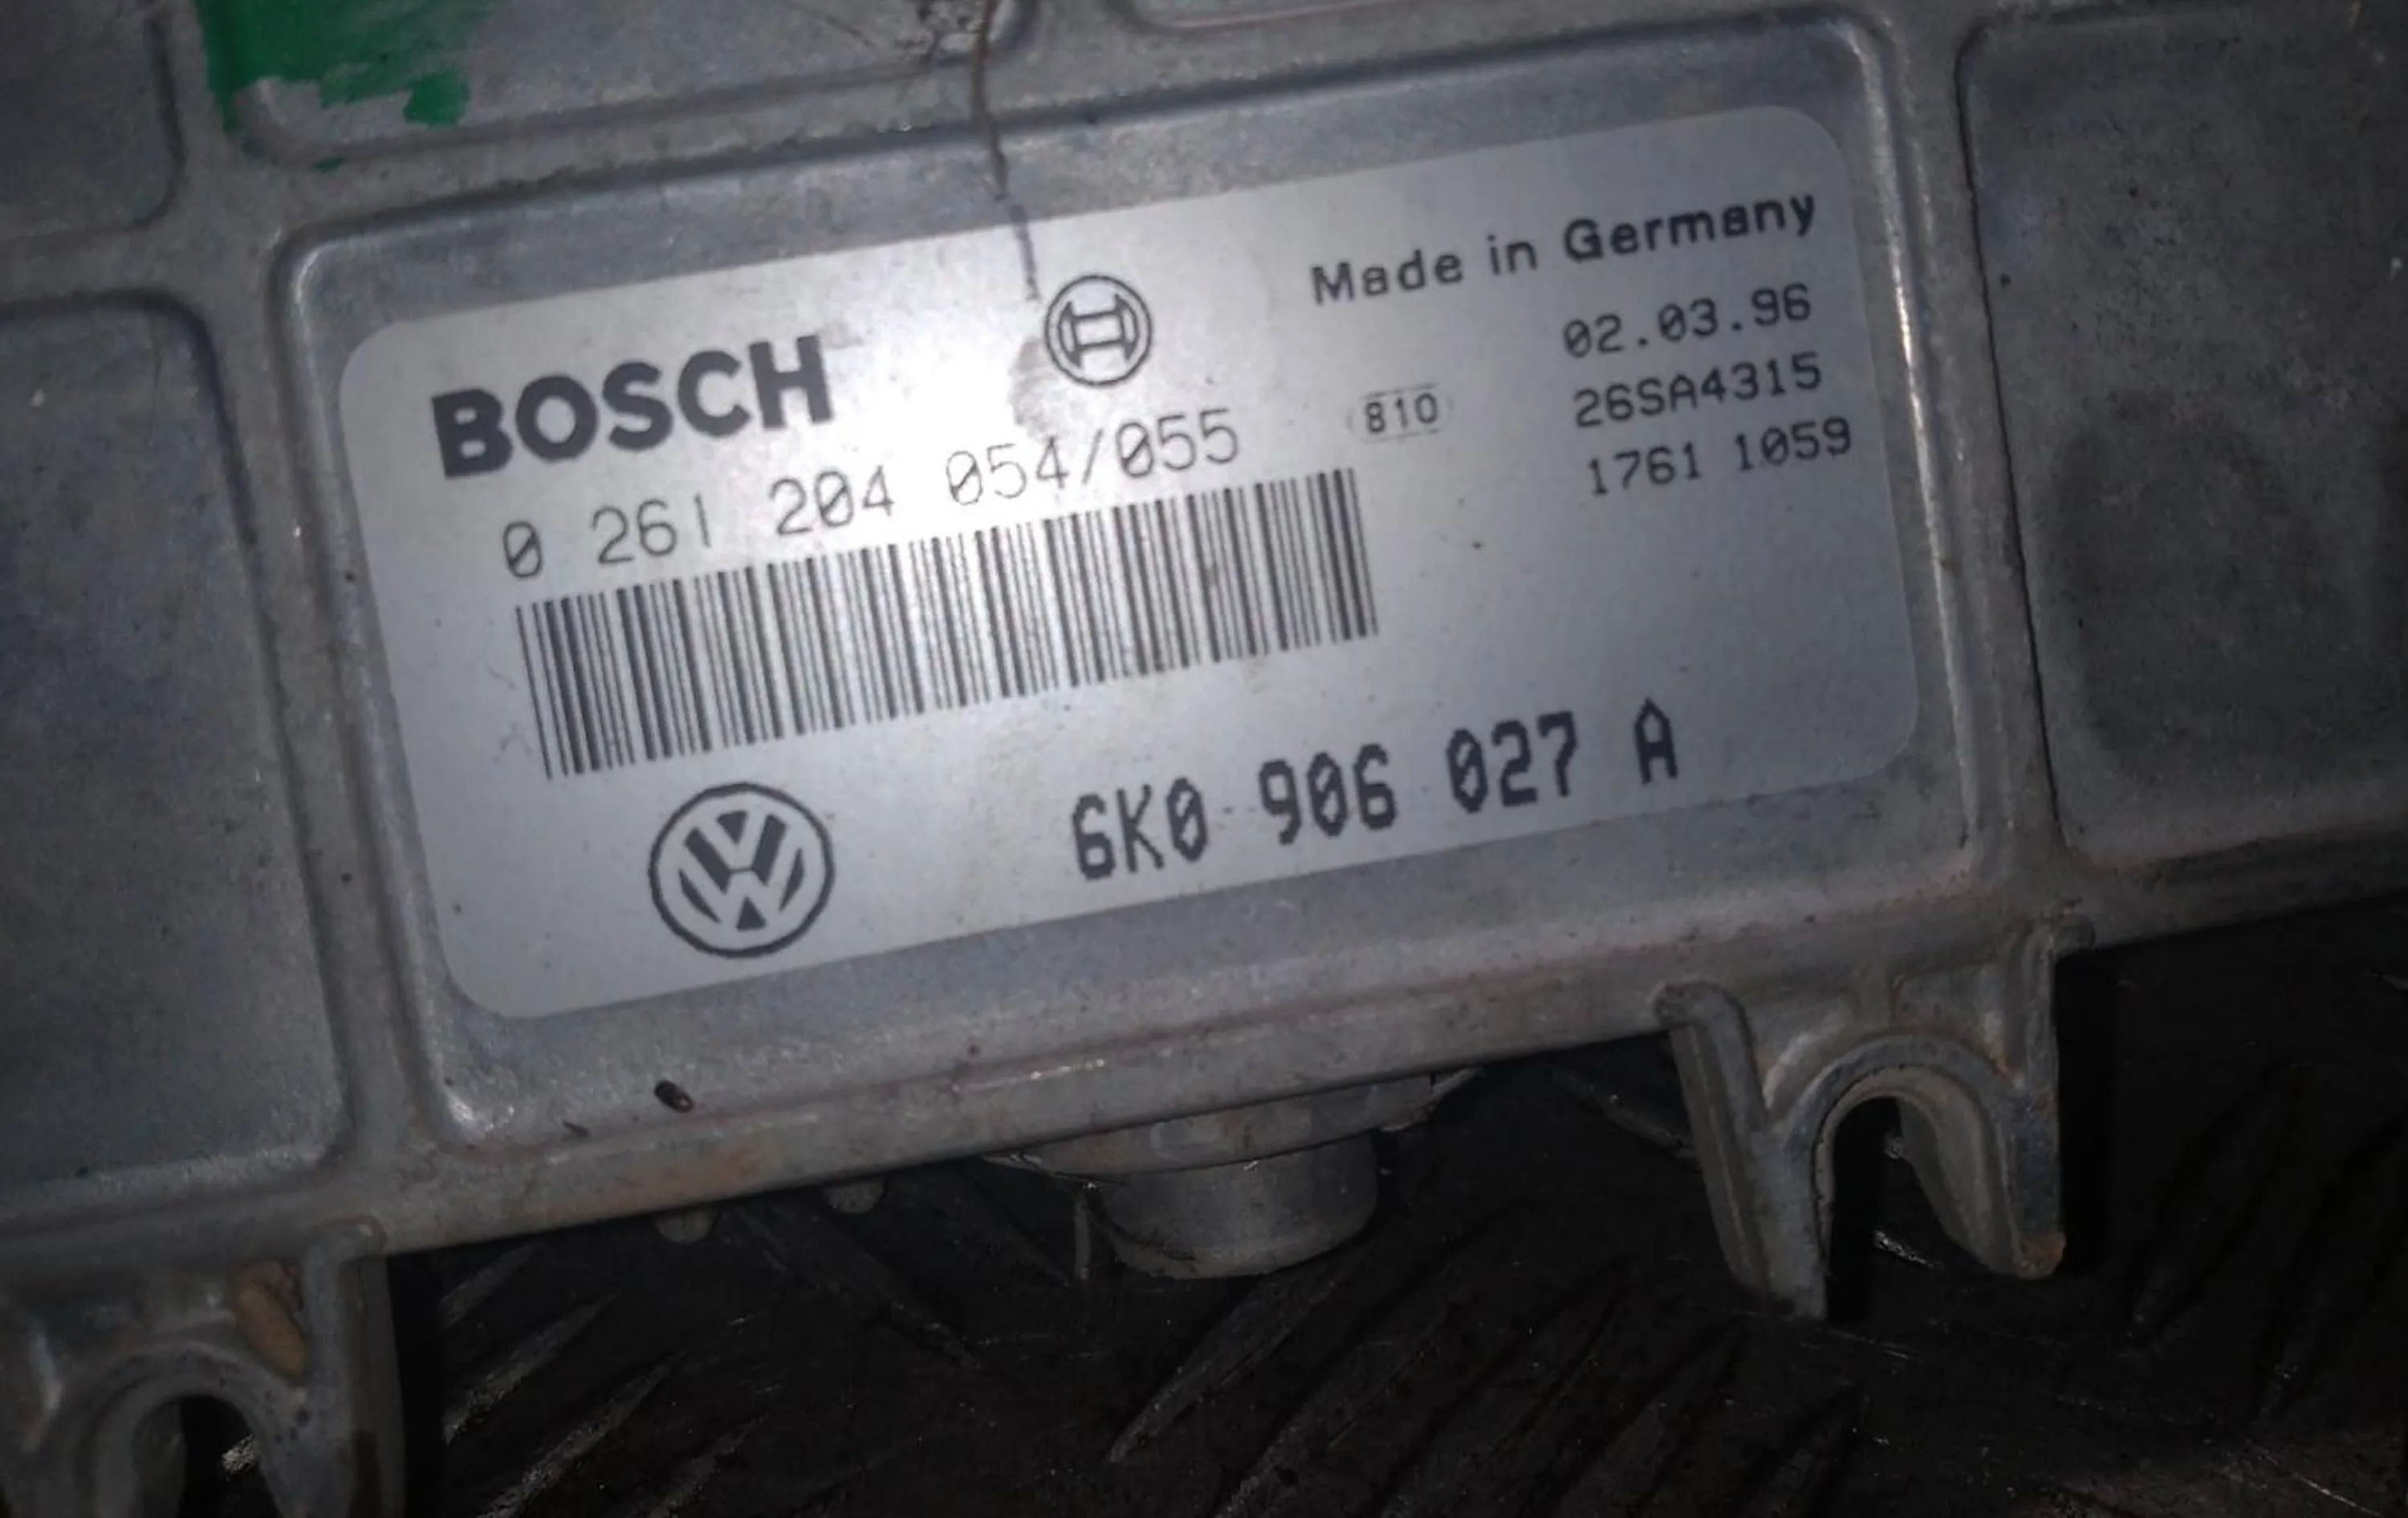 BOSCH
Made in Germany
02.03.96
0 261 204 054/055
810
26SA4315
1761 1059
VW
6K0 906 027 A